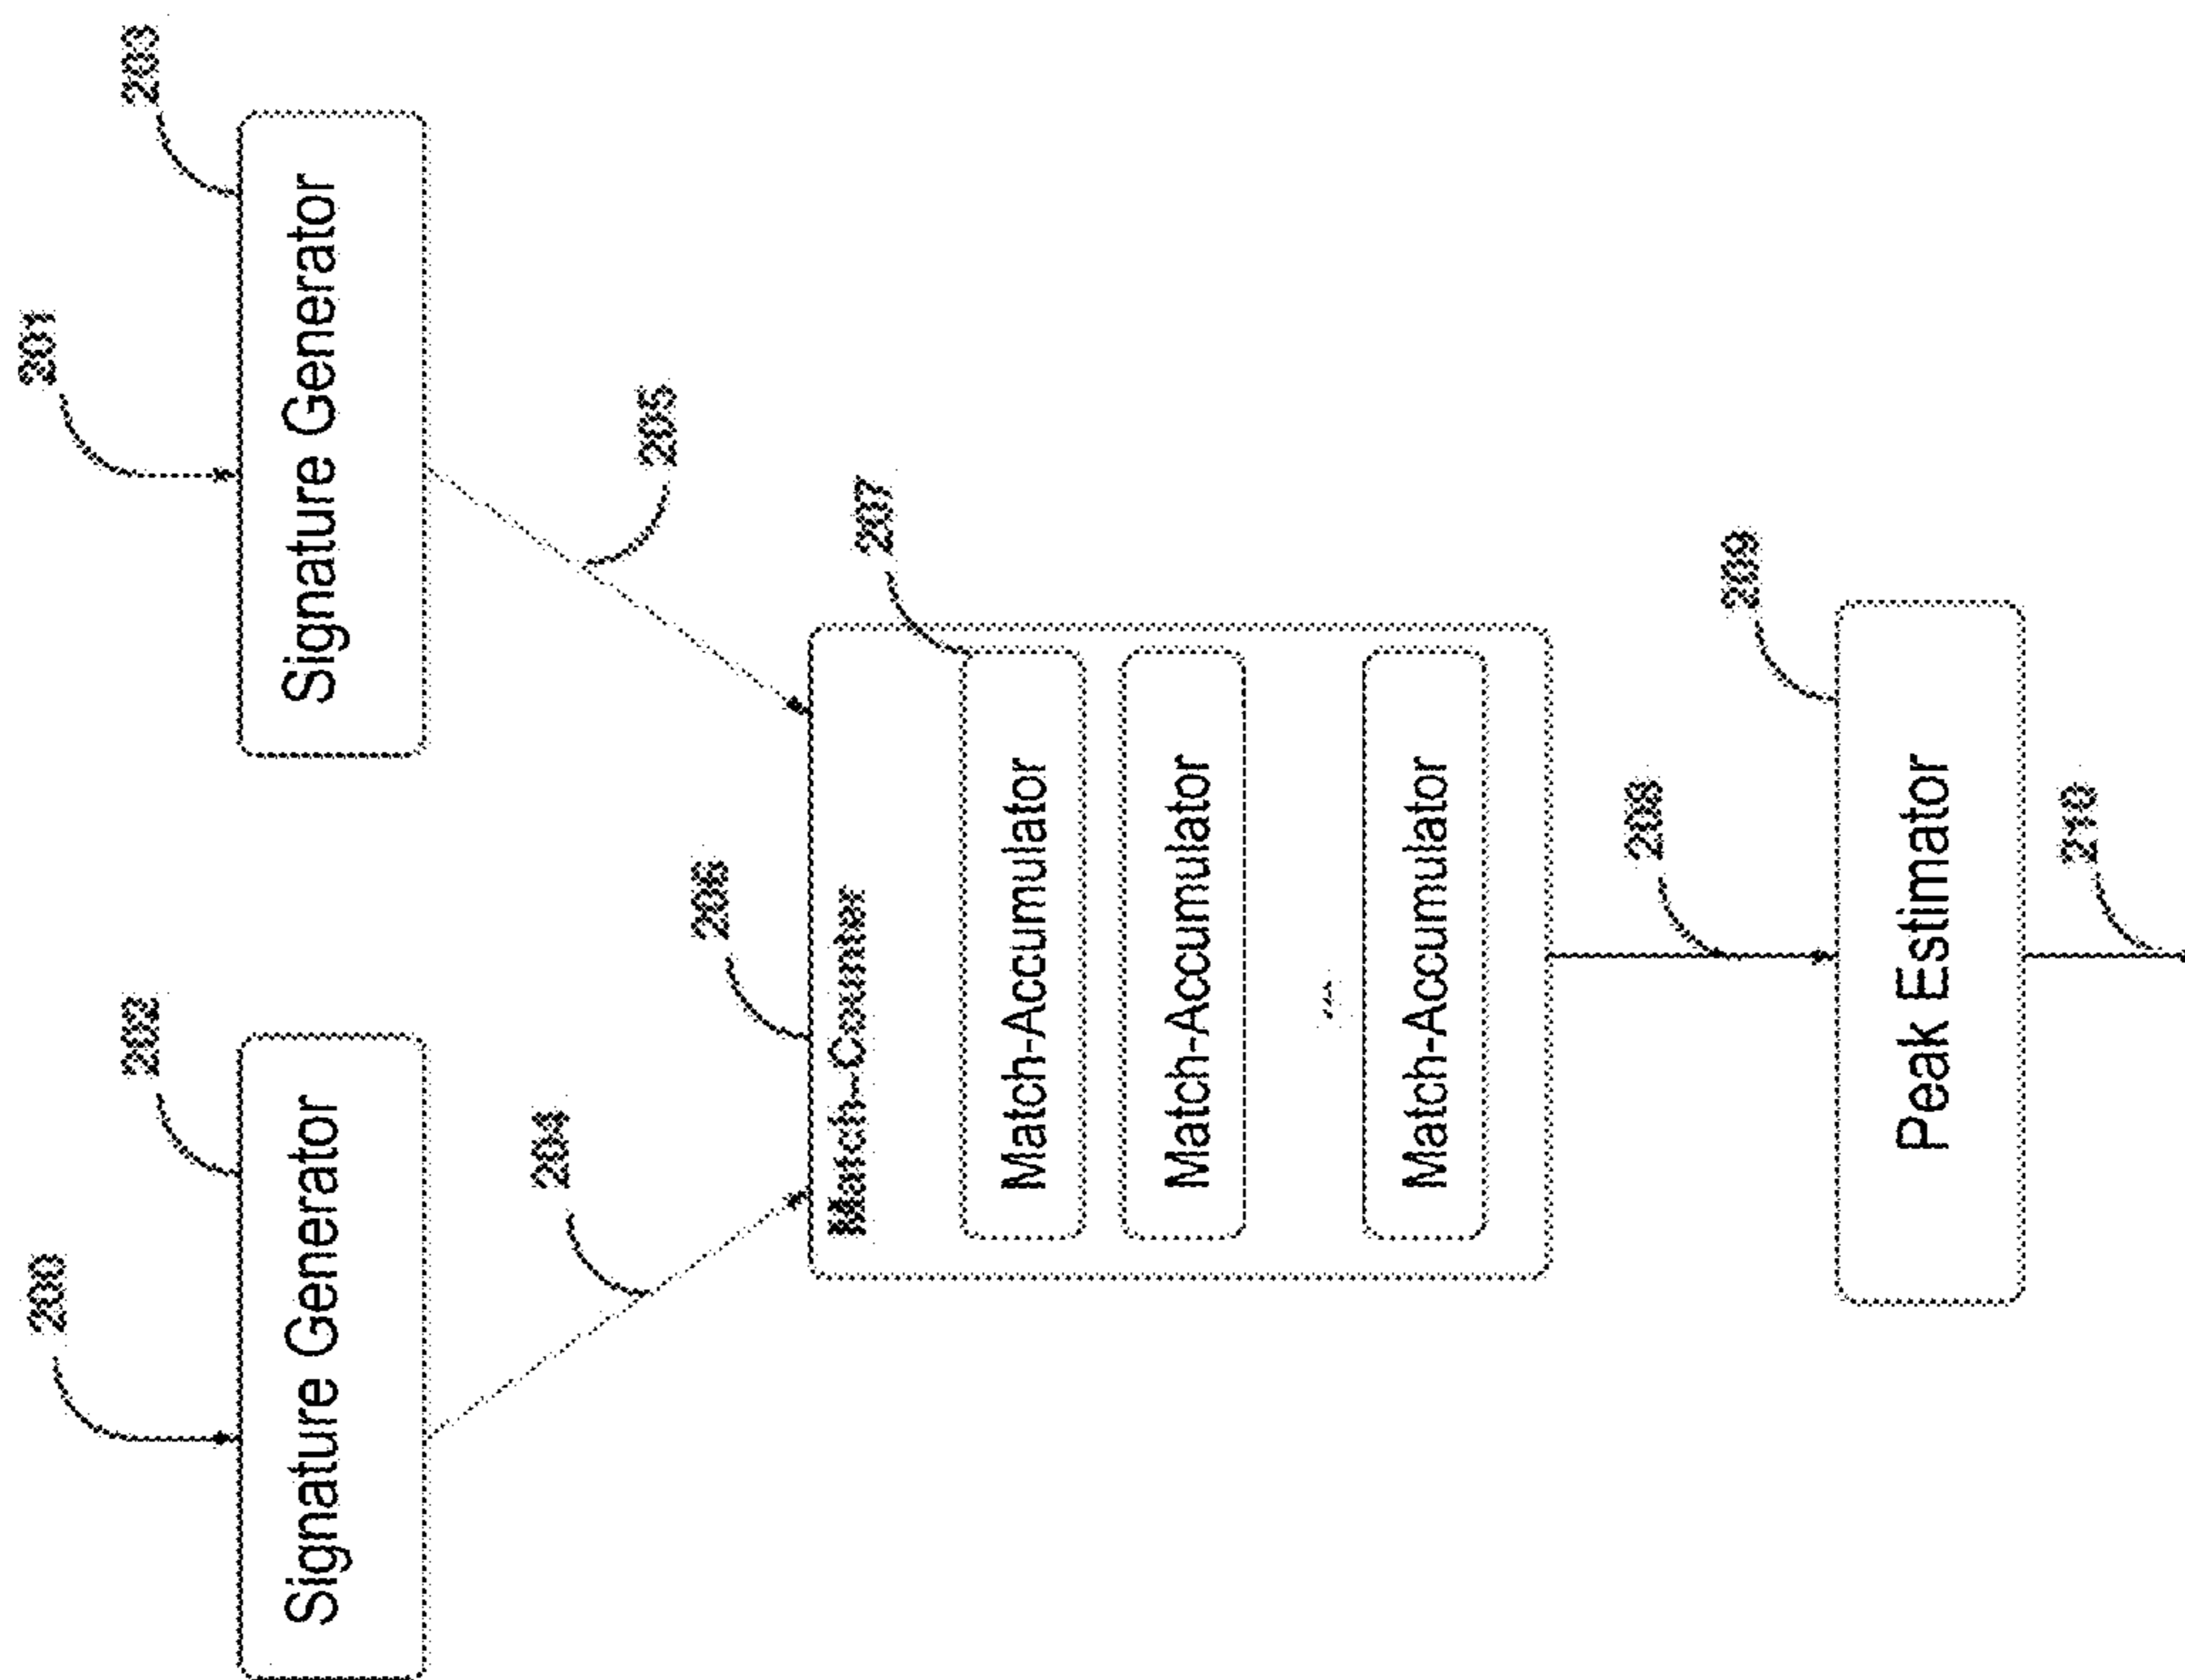 200
201
202
203
Signature Generator
Signature Generator
204
205
206
Match-Counter
207
Match-Accumulator
Match-Accumulator
Match-Accumulator
208
209
Peak Estimator
210